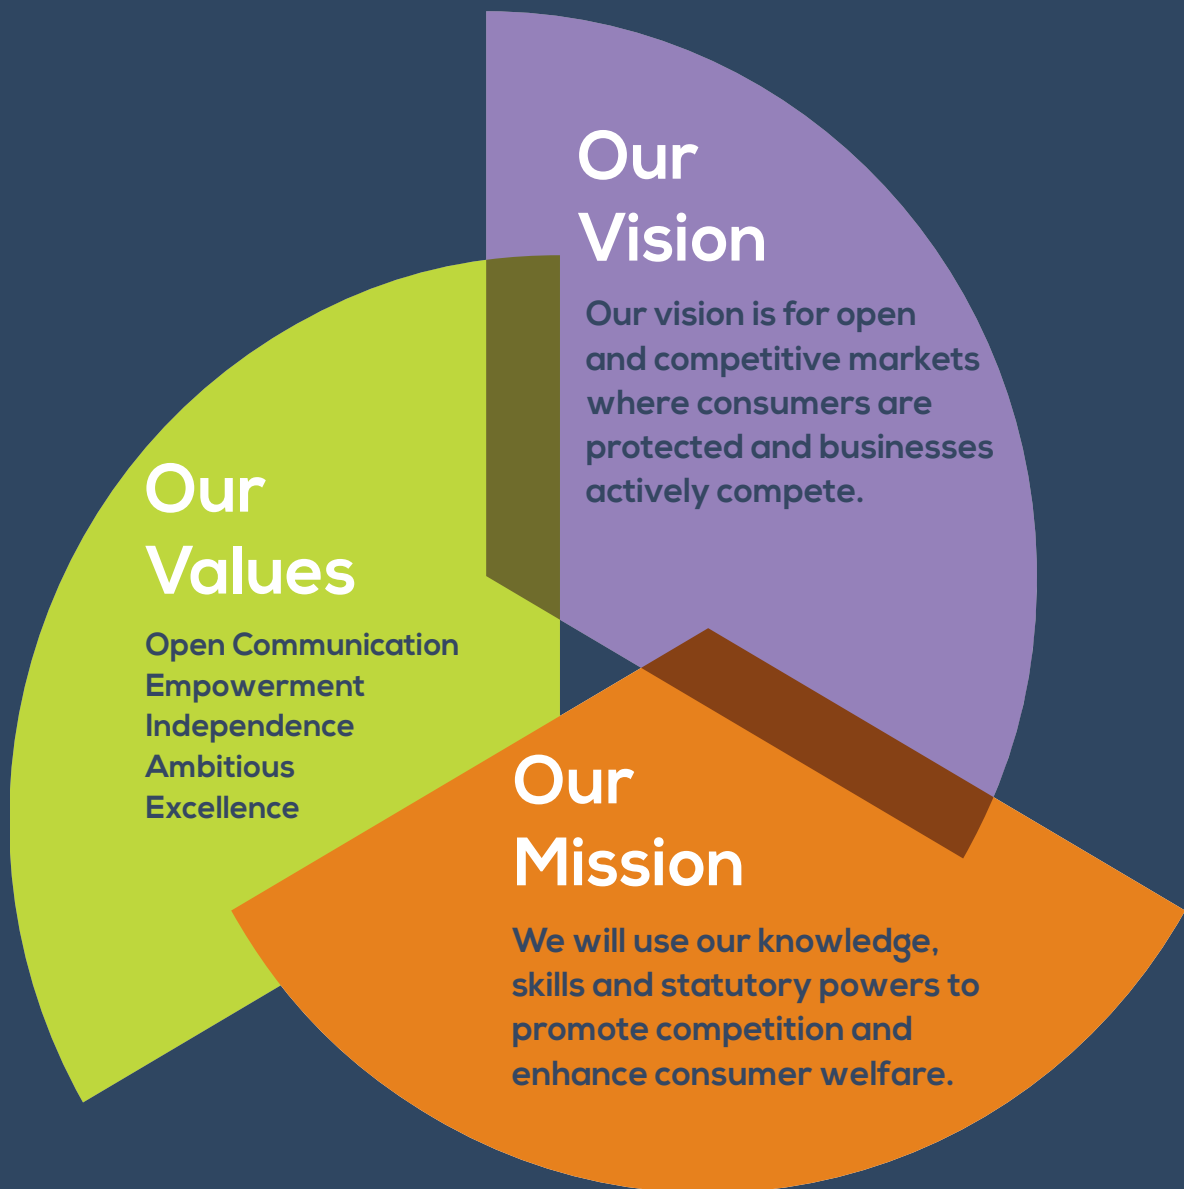 Our
Vision
Our vision is for open
and competitive markets
where consumers are
protected and businesses
actively compete.
Our
Values
Open Communication
Empowerment
Independence
Ambitious
Excellence
Our
Mission
We will use our knowledge,
skills and statutory powers to
promote competition and
enhance consumer welfare.